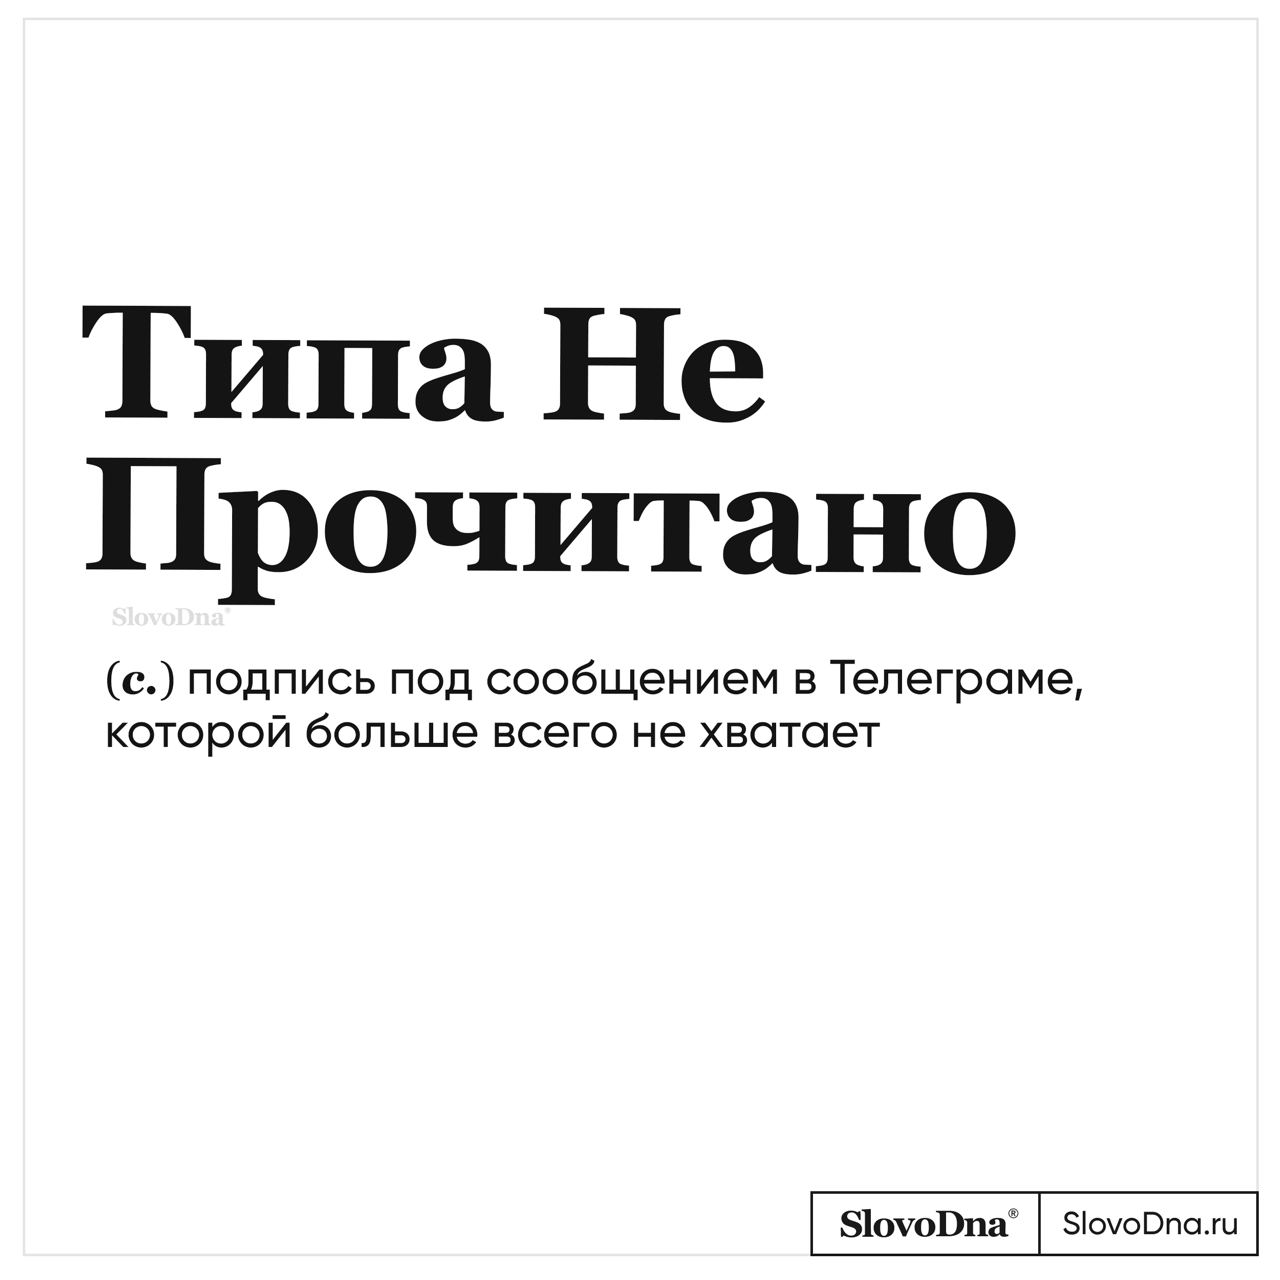 Типа Не
Прочитано
SlovoDna®
(с.) подпись под сообщением в Телеграме,
которой больше всего не хватает
SlovoDna® SlovoDna.ru